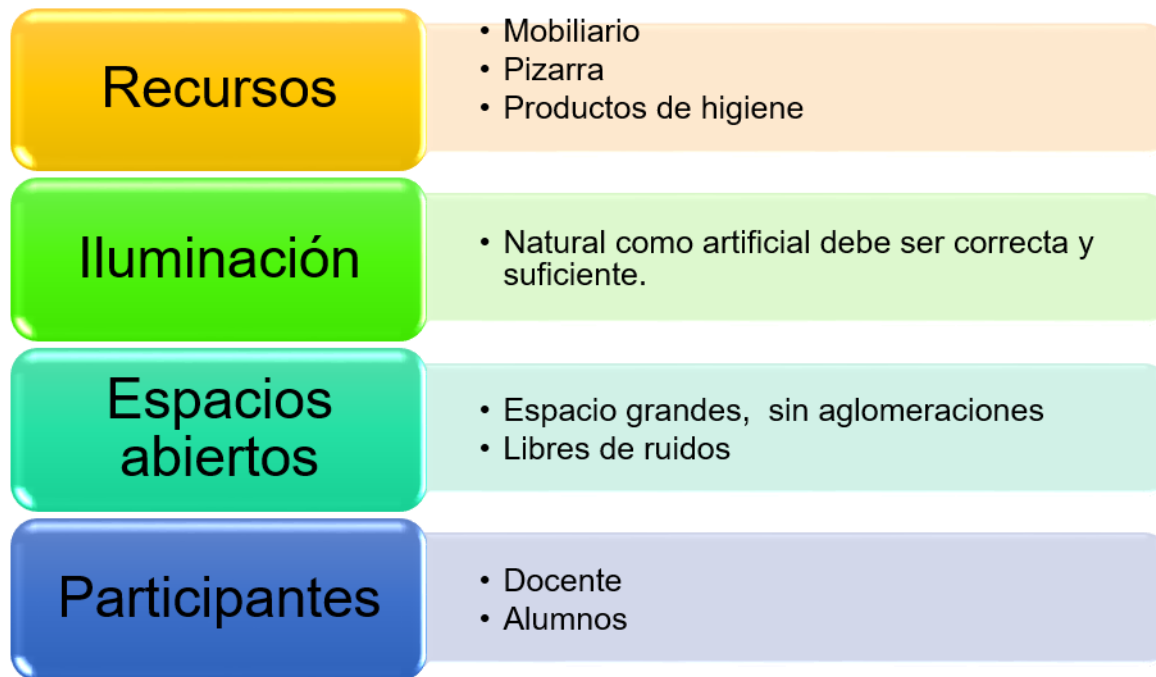 Recursos
• Mobiliario
• Pizarra
• Productos de higiene
Iluminación
• Natural como artificial debe ser correcta y
suficiente.
Espacios
abiertos
• Espacio grandes,  sin aglomeraciones
• Libres de ruidos
Participantes
• Docente
• Alumnos